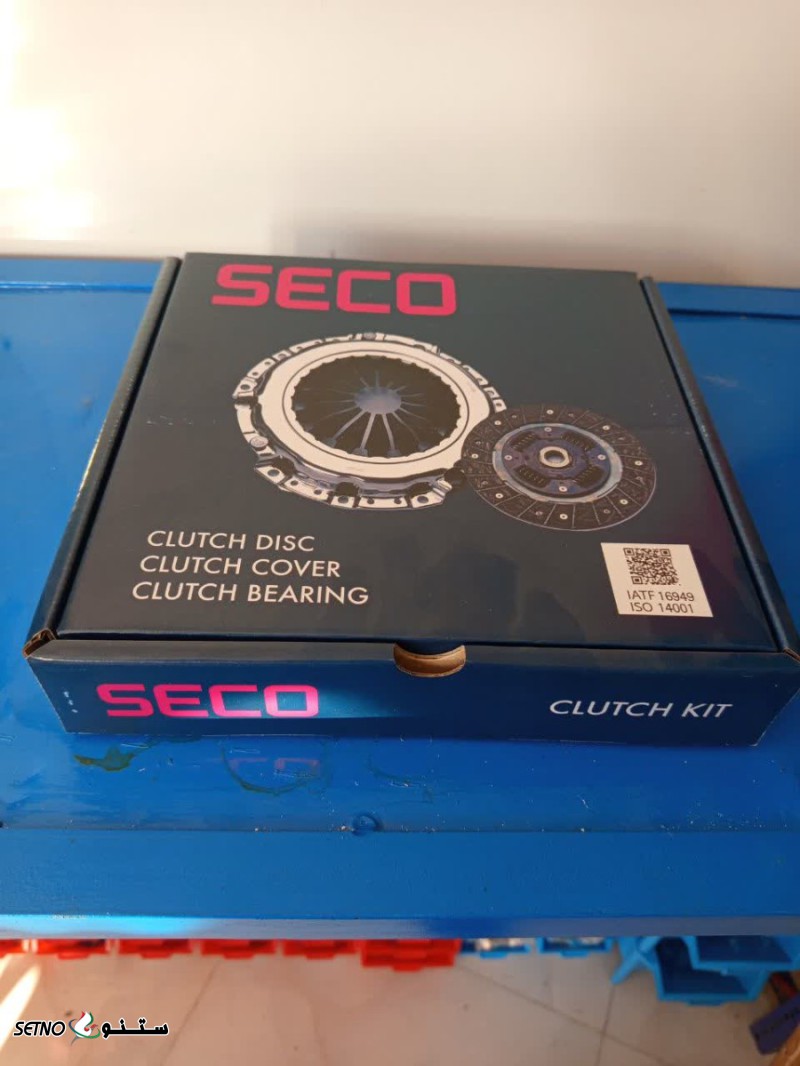 SECO
CLUTCH DISC
CLUTCH COVER
CLUTCH BEARING
IATF 16949
ISO 14001
SECO
CLUTCH KIT
SETNO ستنو